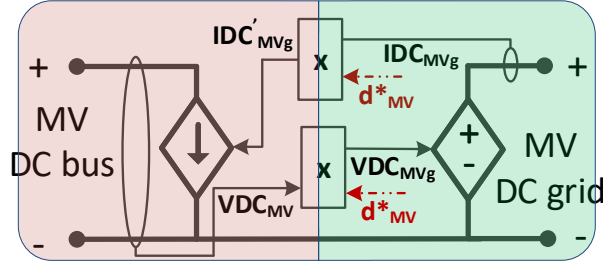 IDC'MVg
IDCMVg
+
x
+
d*MV
MV
DC bus
+
-
x
MV
DC grid
VDCMVg
VDCMV
d*MV
-
-